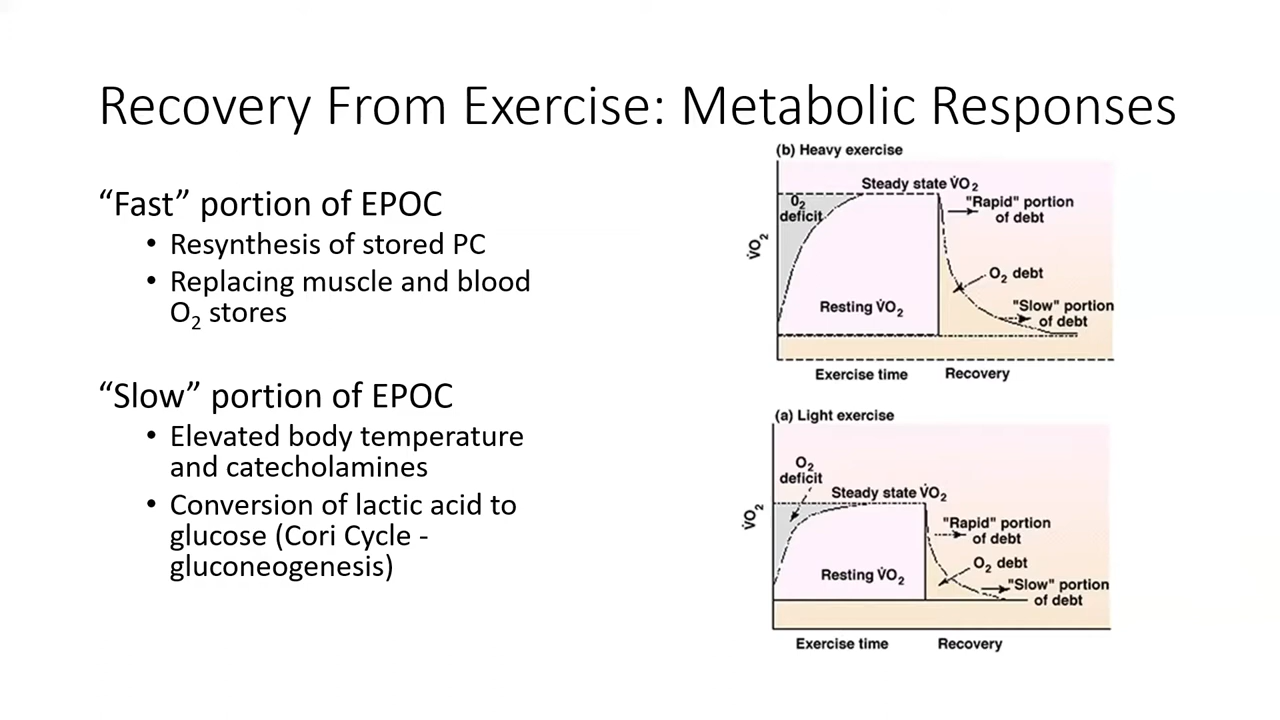 Recovery From Exercise: Metabolic Responses
“Fast” portion of EPOC
• Resynthesis of stored PC
• Replacing muscle and blood
O₂ stores
“Slow” portion of EPOC
• Elevated body temperature
and catecholamines
• Conversion of lactic acid to
glucose (Cori Cycle -
gluconeogenesis)
(b) Heavy exercise
Steady state V̇O₂
O₂
deficit
"Rapid" portion
of debt
V̇O₂
O₂ debt
Resting V̇O₂
"Slow" portion
of debt
Exercise time
Recovery
(a) Light exercise
O₂
deficit
Steady state V̇O₂
V̇O₂
"Rapid" portion
of debt
O₂ debt
Resting V̇O₂
"Slow" portion
of debt
Exercise time
Recovery